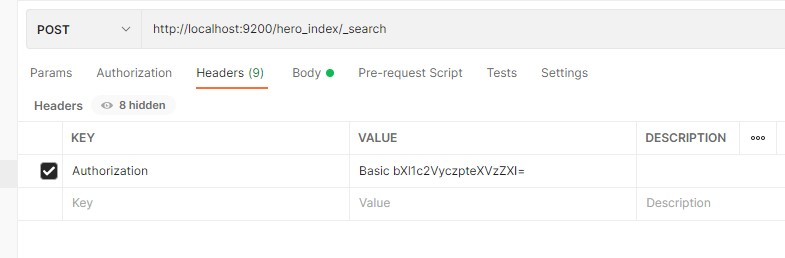 POST http://localhost:9200/hero_index/_search
Params Authorization Headers (9) Body Pre-request Script Tests Settings
Headers 8 hidden
KEY VALUE DESCRIPTION ooo
Authorization Basic bXl1c2VyczpteXVzZXI=
Key Value Description